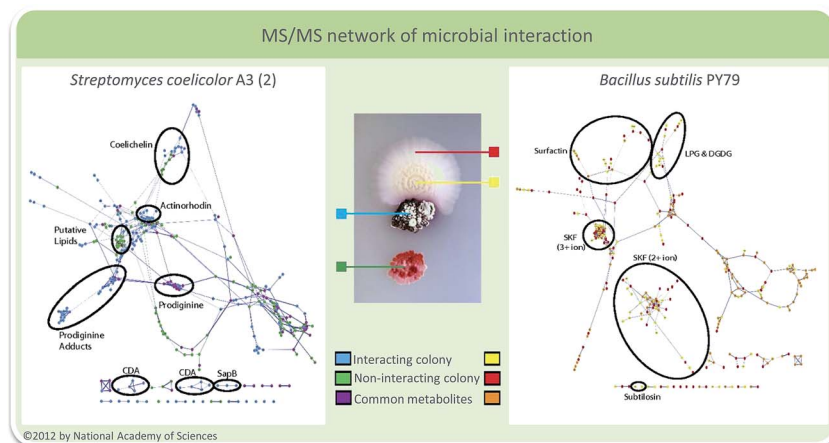 MS/MS network of microbial interaction
Streptomyces coelicolor A3 (2)
Coelichelin
Actinorhodin
Putative
Lipids
Prodiginine
Prodiginine
Adducts
CDA
CDA
SapB
Interacting colony
Non-interacting colony
Common metabolites
Bacillus subtilis PY79
Surfactin
LPG & DGDG
SKF
(3+ ion)
SKF (2+ ion)
Subtilosin
©2012 by National Academy of Sciences